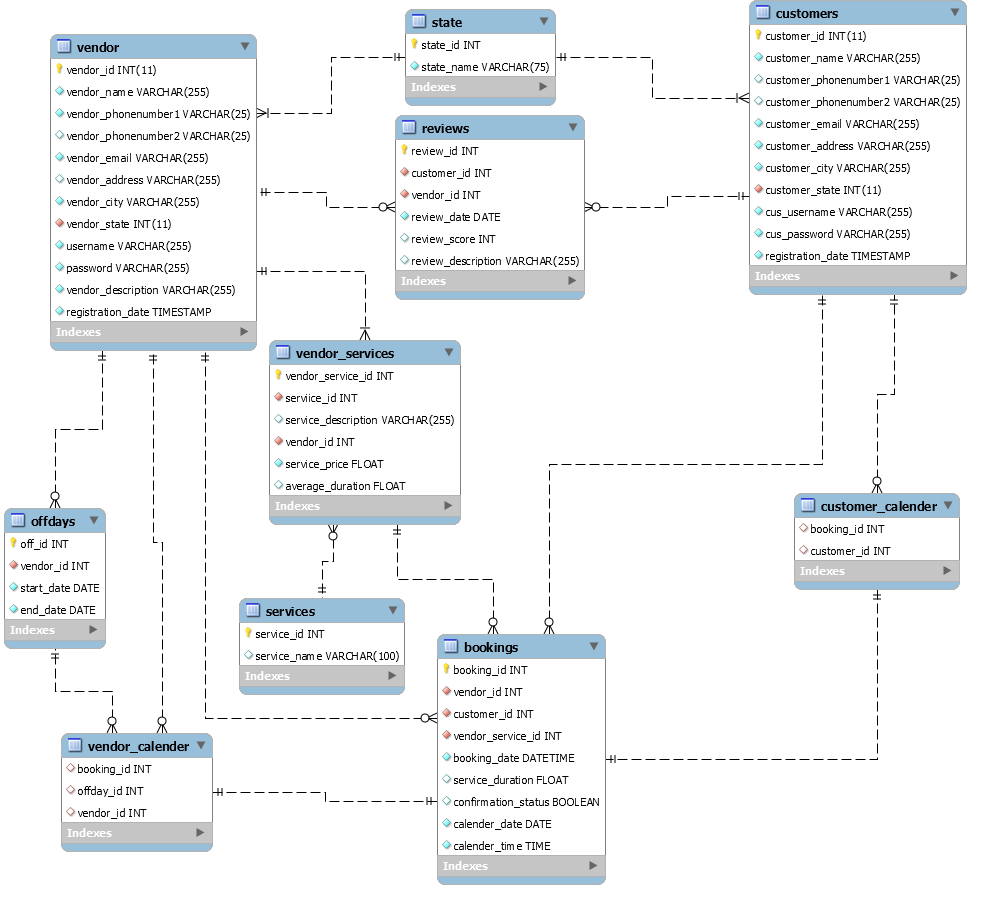 vendor
vendor_id INT(11)
vendor_name VARCHAR(255)
vendor_phonenumber1 VARCHAR(25)
vendor_phonenumber2 VARCHAR(25)
vendor_email VARCHAR(255)
vendor_address VARCHAR(255)
vendor_city VARCHAR(255)
vendor_state INT(11)
username VARCHAR(255)
password VARCHAR(255)
vendor_description VARCHAR(255)
registration_date TIMESTAMP
Indexes
state
state_id INT
state_name VARCHAR(75)
Indexes
customers
customer_id INT(11)
customer_name VARCHAR(255)
customer_phonenumber1 VARCHAR(25)
customer_phonenumber2 VARCHAR(25)
customer_email VARCHAR(255)
customer_address VARCHAR(255)
customer_city VARCHAR(255)
customer_state INT(11)
cus_username VARCHAR(255)
cus_password VARCHAR(255)
registration_date TIMESTAMP
Indexes
reviews
review_id INT
customer_id INT
vendor_id INT
review_date DATE
review_score INT
review_description VARCHAR(255)
Indexes
vendor_services
vendor_service_id INT
serviice_id INT
service_description VARCHAR(255)
vendor_id INT
service_price FLOAT
average_duration FLOAT
Indexes
offdays
off_id INT
vendor_id INT
start_date DATE
end_date DATE
Indexes
customer_calender
booking_id INT
customer_id INT
Indexes
services
service_id INT
service_name VARCHAR(100)
Indexes
bookings
booking_id INT
vendor_id INT
customer_id INT
vendor_service_id INT
booking_date DATETIME
service_duration FLOAT
confirmation_status BOOLEAN
calender_date DATE
calender_time TIME
Indexes
vendor_calender
booking_id INT
offday_id INT
vendor_id INT
Indexes